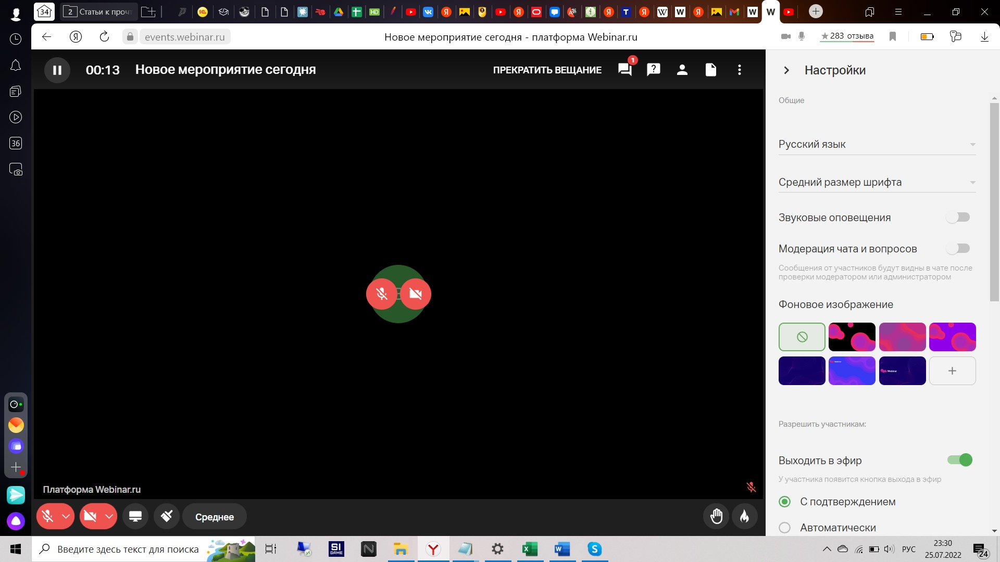 34
2 Статьи к проч
events.webinar.ru
Новое мероприятие сегодня - платформа Webinar.ru
283 отзыва
36
00:13
Новое мероприятие сегодня
ПРЕКРАТИТЬ ВЕЩАНИЕ
1
Настройки
Общие
Русский язык
Средний размер шрифта
Звуковые оповещения
Модерация чата и вопросов
Сообщения от участников будут видны в чате после
проверки модератором или администратором
Фоновое изображение
Webinar
Разрешить участникам:
Выходить в эфир
У участника появится кнопка выхода в эфир
С подтверждением
Автоматически
Платформа Webinar.ru
Среднее
Введите здесь текст для поиска
SI
GAME
РУС
23:30
25.07.2022
24